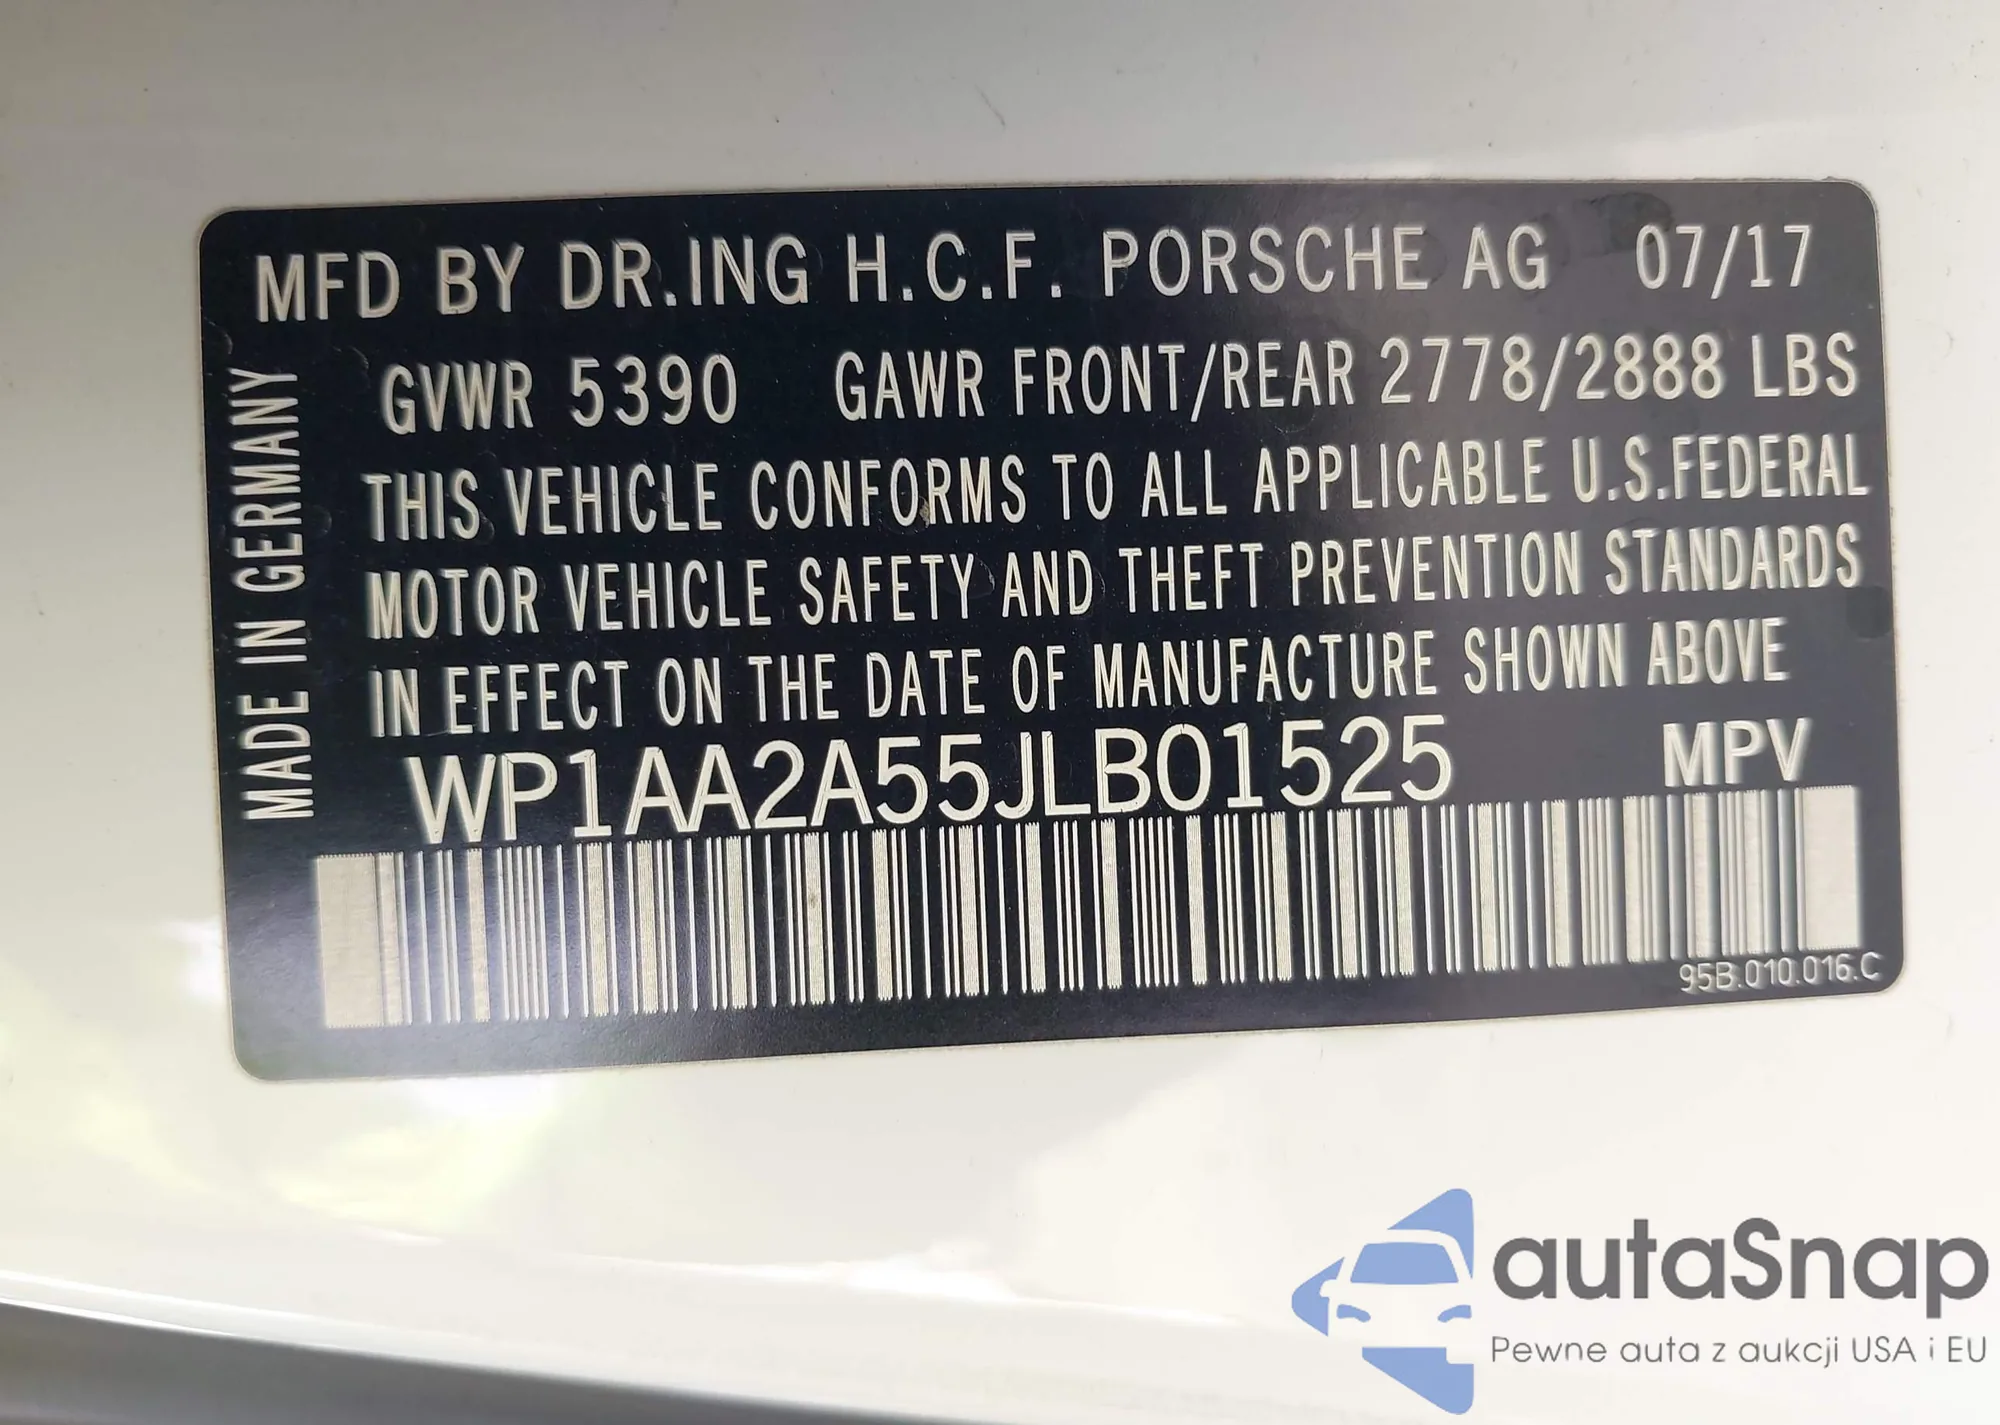 MFD BY DR.ING H.C.F. PORSCHE AG 07/17
GVWR 5390 GAWR FRONT/REAR 2778/2888 LBS
THIS VEHICLE CONFORMS TO ALL APPLICABLE U.S.FEDERAL
MOTOR VEHICLE SAFETY AND THEFT PREVENTION STANDARDS
IN EFFECT ON THE DATE OF MANUFACTURE SHOWN ABOVE
WP1AA2A55JLB01525 MPV
MADE IN GERMANY
95B.010.016.C
autaSnap
Pewne auta z aukcji USA i EU